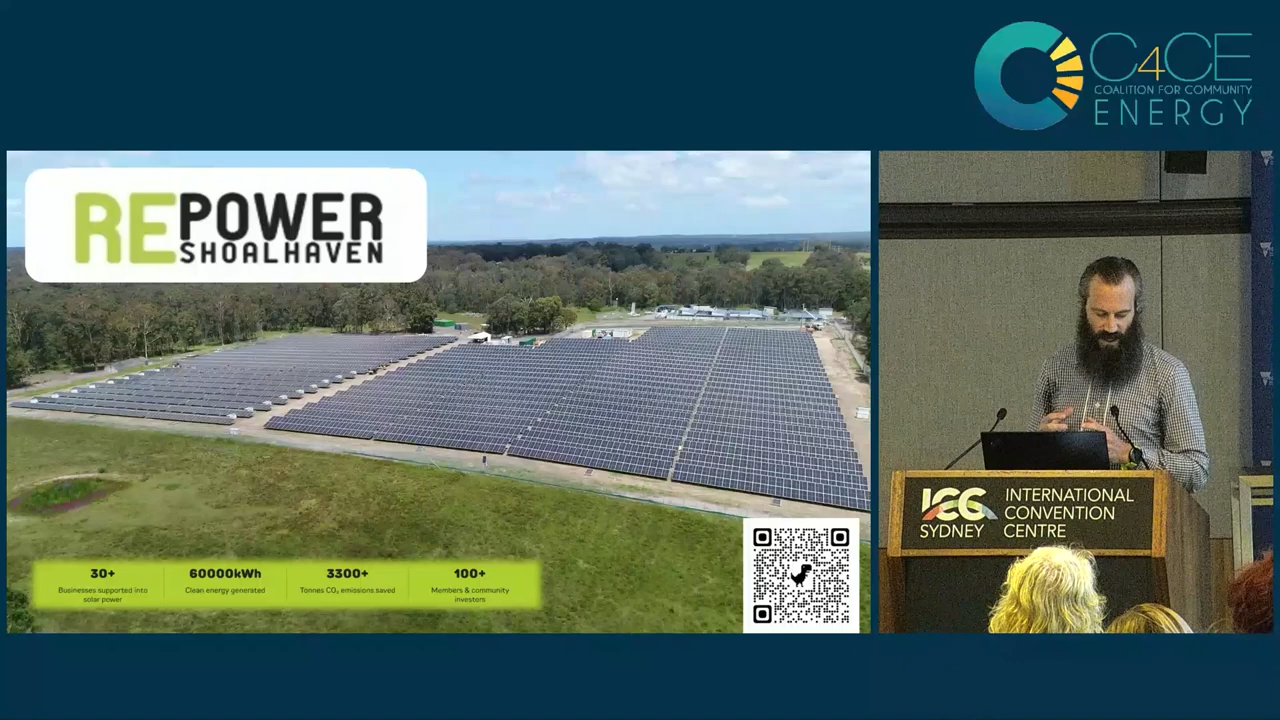 C4CE
COALITION FOR COMMUNITY
ENERGY
REPOWER
SHOALHAVEN
30+
Businesses supported into
solar power
60000kWh
Clean energy generated
3300+
Tonnes CO₂ emissions saved
100+
Members & community
investors
ICC
SYDNEY
INTERNATIONAL
CONVENTION
CENTRE